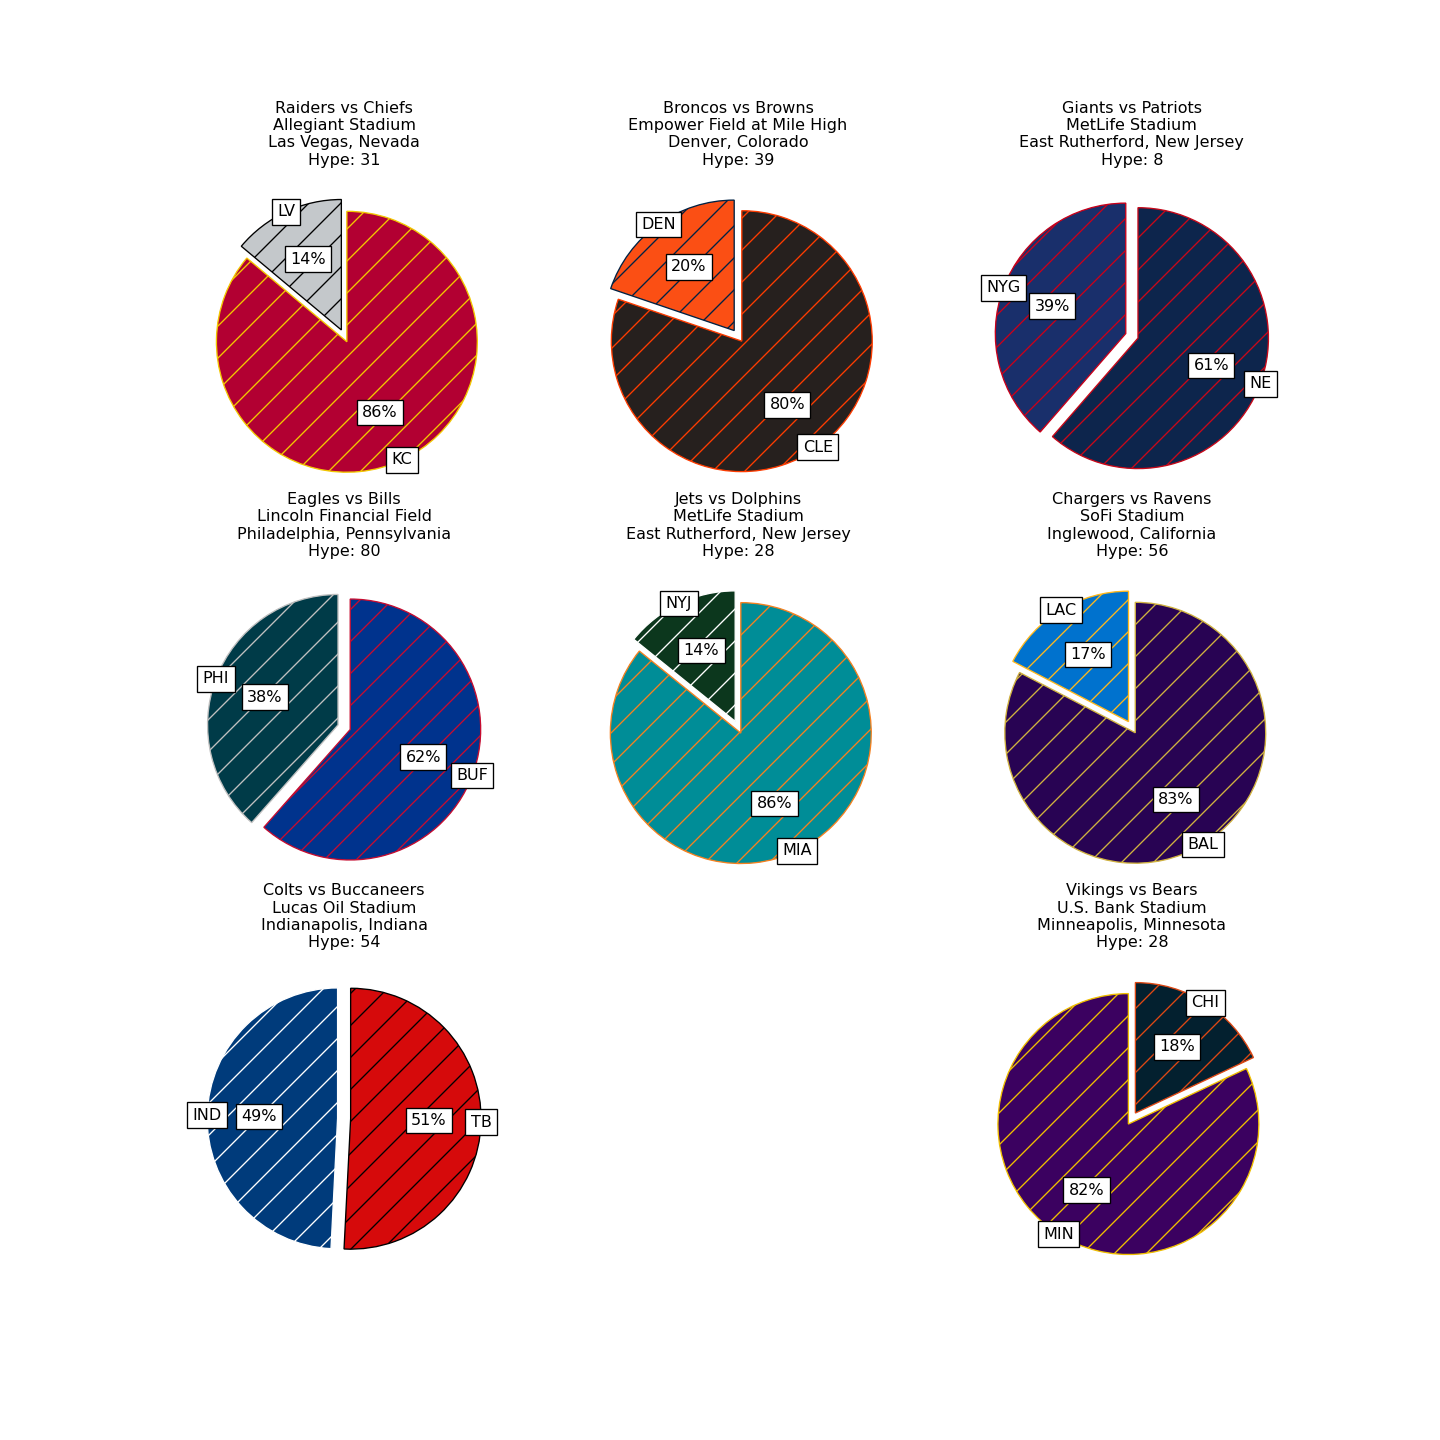 Raiders vs Chiefs
Allegiant Stadium
Las Vegas, Nevada
Hype: 31
LV
14%
86%
KC
Broncos vs Browns
Empower Field at Mile High
Denver, Colorado
Hype: 39
DEN
20%
80%
CLE
Giants vs Patriots
MetLife Stadium
East Rutherford, New Jersey
Hype: 8
NYG
39%
61%
NE
Eagles vs Bills
Lincoln Financial Field
Philadelphia, Pennsylvania
Hype: 80
PHI
38%
62%
BUF
Jets vs Dolphins
MetLife Stadium
East Rutherford, New Jersey
Hype: 28
NYJ
14%
86%
MIA
Chargers vs Ravens
SoFi Stadium
Inglewood, California
Hype: 56
LAC
17%
83%
BAL
Colts vs Buccaneers
Lucas Oil Stadium
Indianapolis, Indiana
Hype: 54
IND
49%
51%
TB
Vikings vs Bears
U.S. Bank Stadium
Minneapolis, Minnesota
Hype: 28
CHI
18%
82%
MIN